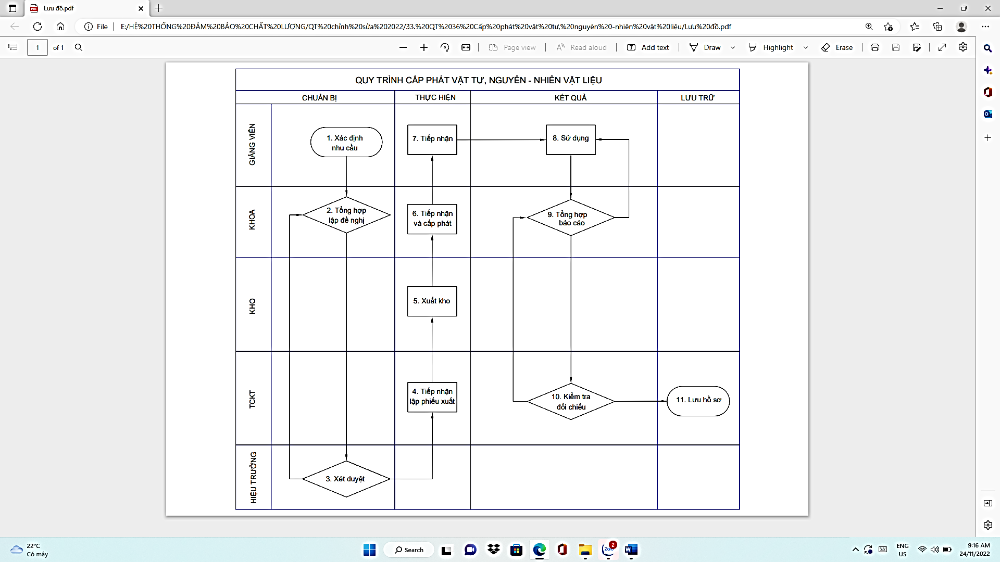 Lưu đồ.pdf
File
E:/HỆ%20THỐNG%20ĐẢM%20BẢO%20CHẤT%20LƯỢNG/QT%20chỉnh%20sửa%202022/33.%20QT%2036%20Cấp%20phát%20vật%20tư,%20nguyên%20-nhiên%20vật%20liệu/Lưu%20đồ.pdf
1 of 1
Page view
Read aloud
Add text
Draw
Highlight
Erase
QUY TRÌNH CẤP PHÁT VẬT TƯ, NGUYÊN - NHIÊN VẬT LIỆU
CHUẨN BỊ
THỰC HIỆN
KẾT QUẢ
LƯU TRỮ
GIẢNG VIÊN
1. Xác định
nhu cầu
7. Tiếp nhận
8. Sử dụng
KHOA
2. Tổng hợp
lập đề nghị
6. Tiếp nhận
và cấp phát
9. Tổng hợp
báo cáo
KHO
5. Xuất kho
TCKT
4. Tiếp nhận
lập phiếu xuất
10. Kiểm tra
đối chiếu
11. Lưu hồ sơ
HIỆU TRƯỞNG
3. Xét duyệt
22°C
Có mây
Search
Zalo
2
ENG
US
9:16 AM
24/11/2022